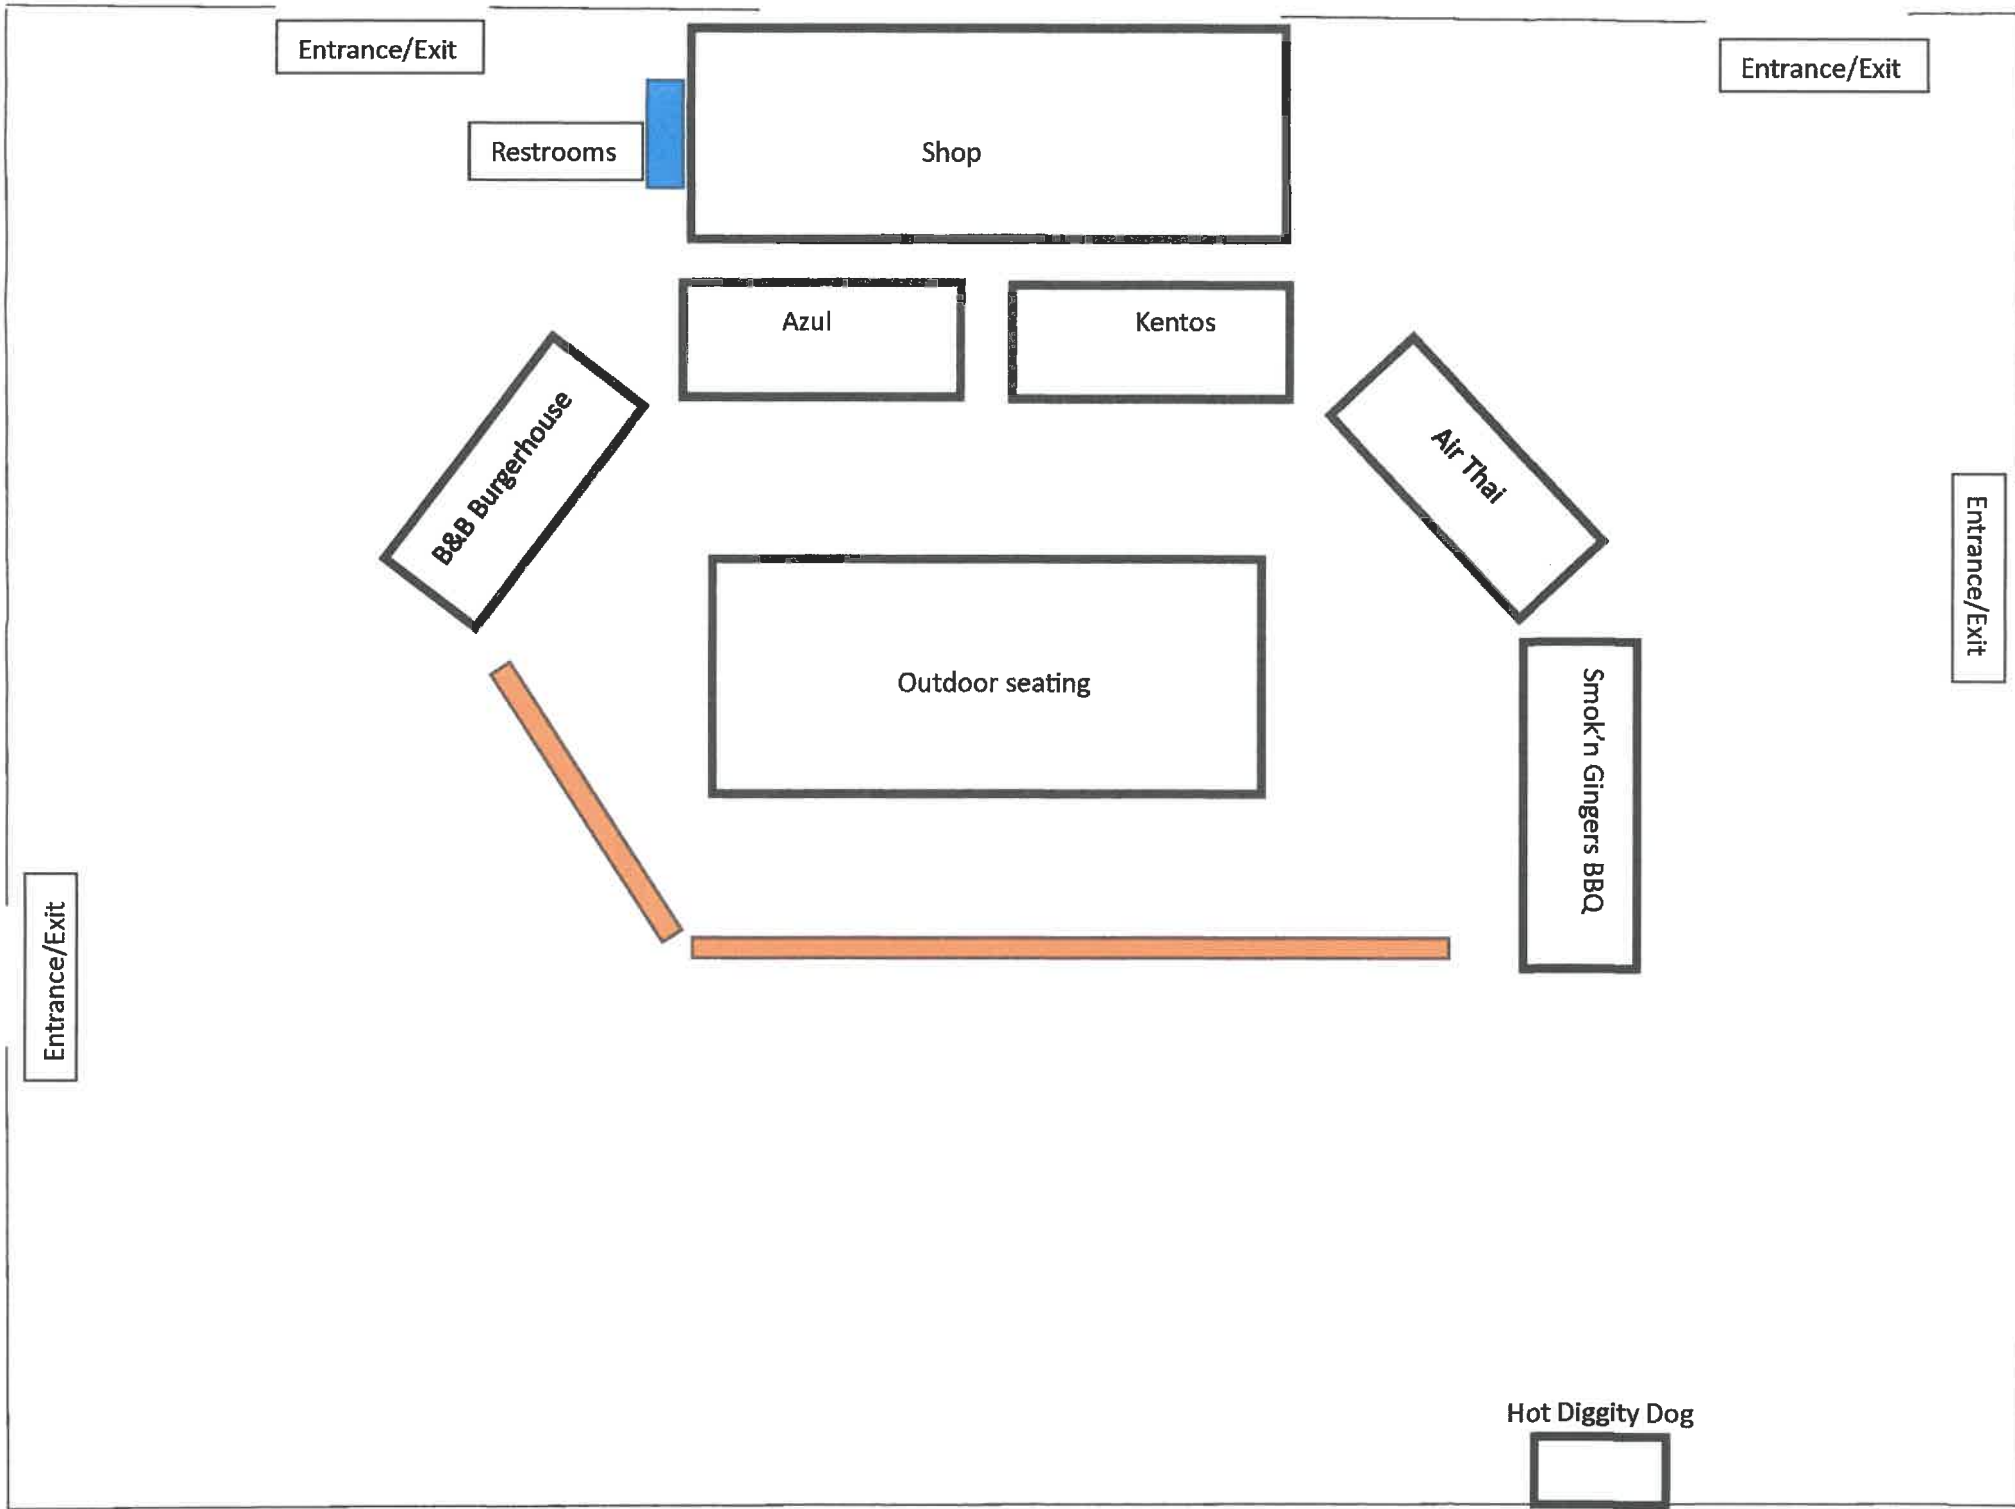 Entrance/Exit
Entrance/Exit
Restrooms
Shop
Azul
Kentos
B&B Burgerhouse
Air Thai
Entrance/Exit
Outdoor seating
Smok'n Gingers BBQ
Entrance/Exit
Hot Diggity Dog